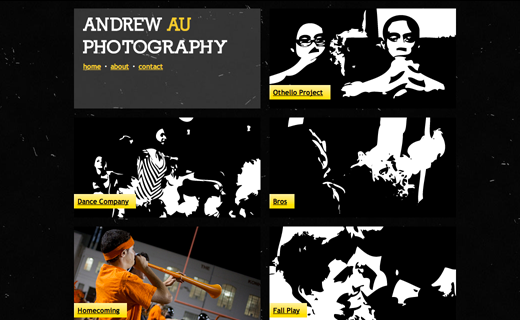 ANDREW AU
PHOTOGRAPHY
home • about • contact
Othello Project
Dance Company
Bros
Homecoming
Fall Play